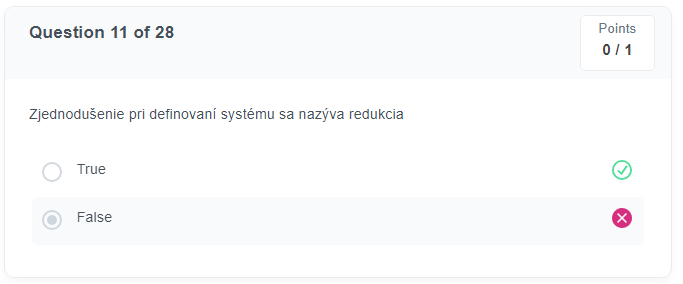 Question 11 of 28
Points
0 / 1
Zjednodušenie pri definovaní systému sa nazýva redukcia
True
False